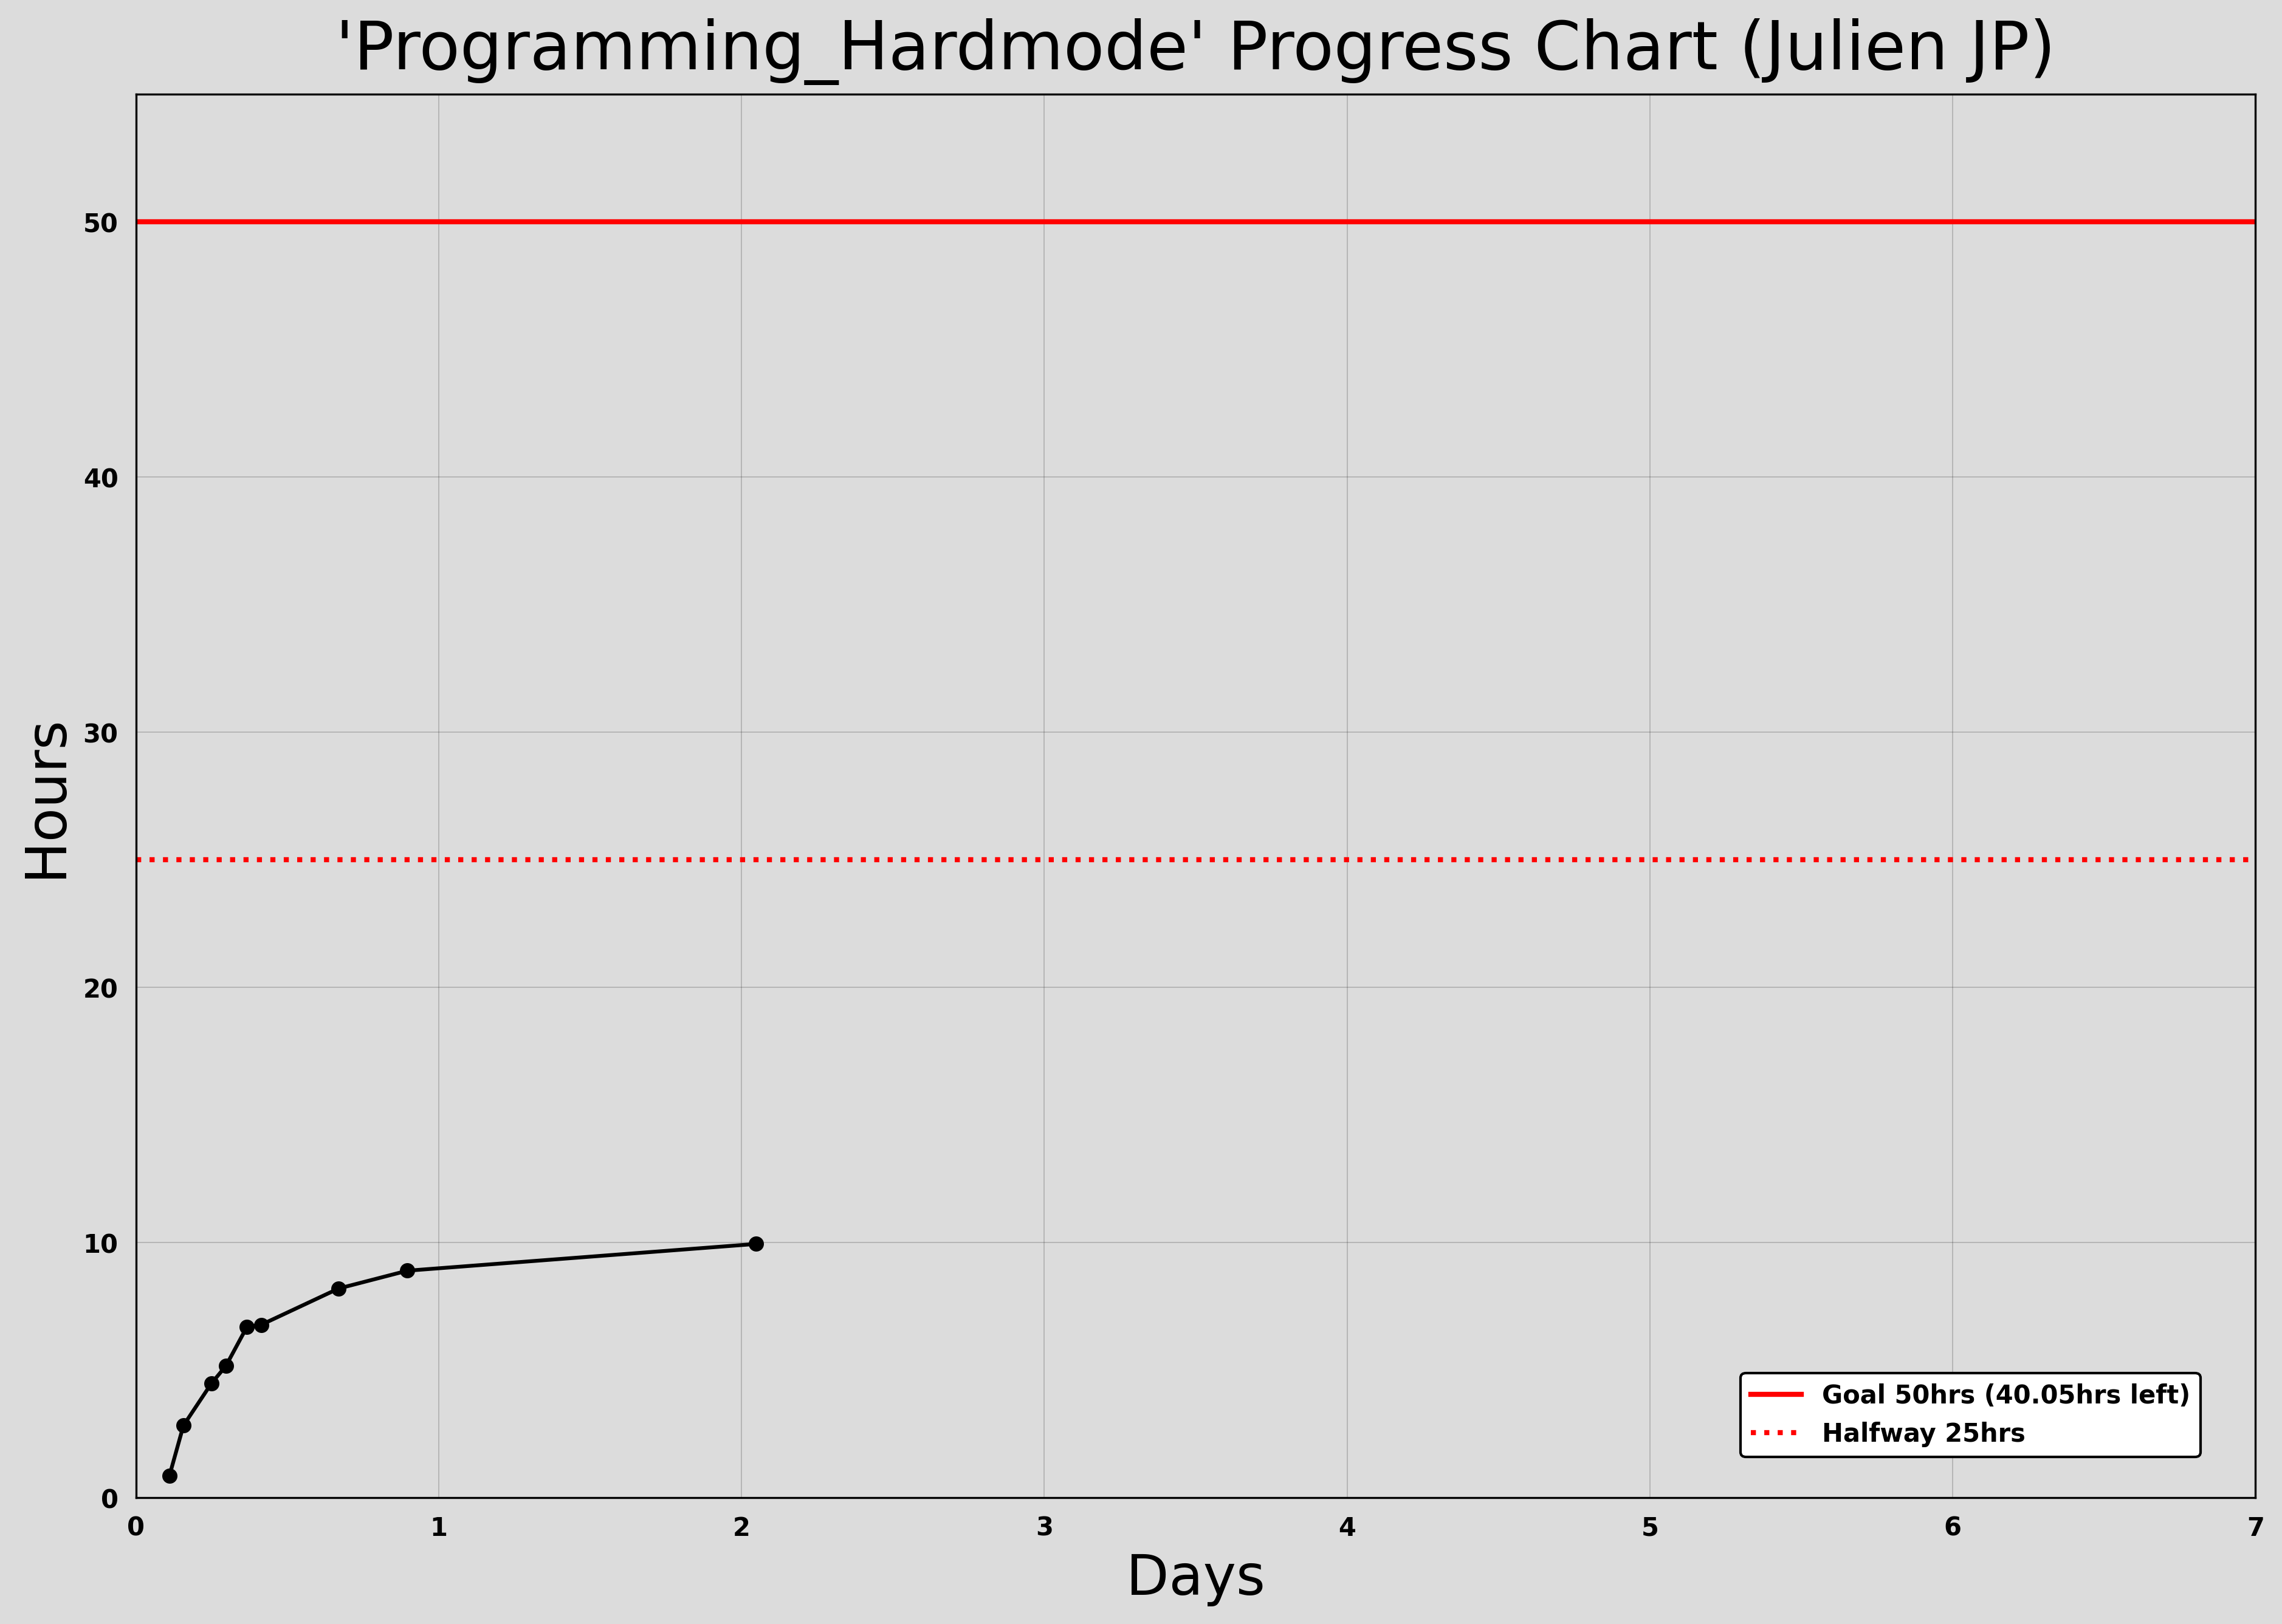 'Programming_Hardmode' Progress Chart (Julien JP)
50
40
30
20
10
0
Hours
0 1 2 3 4 5 6 7
Days
Goal 50hrs (40.05hrs left)
Halfway 25hrs